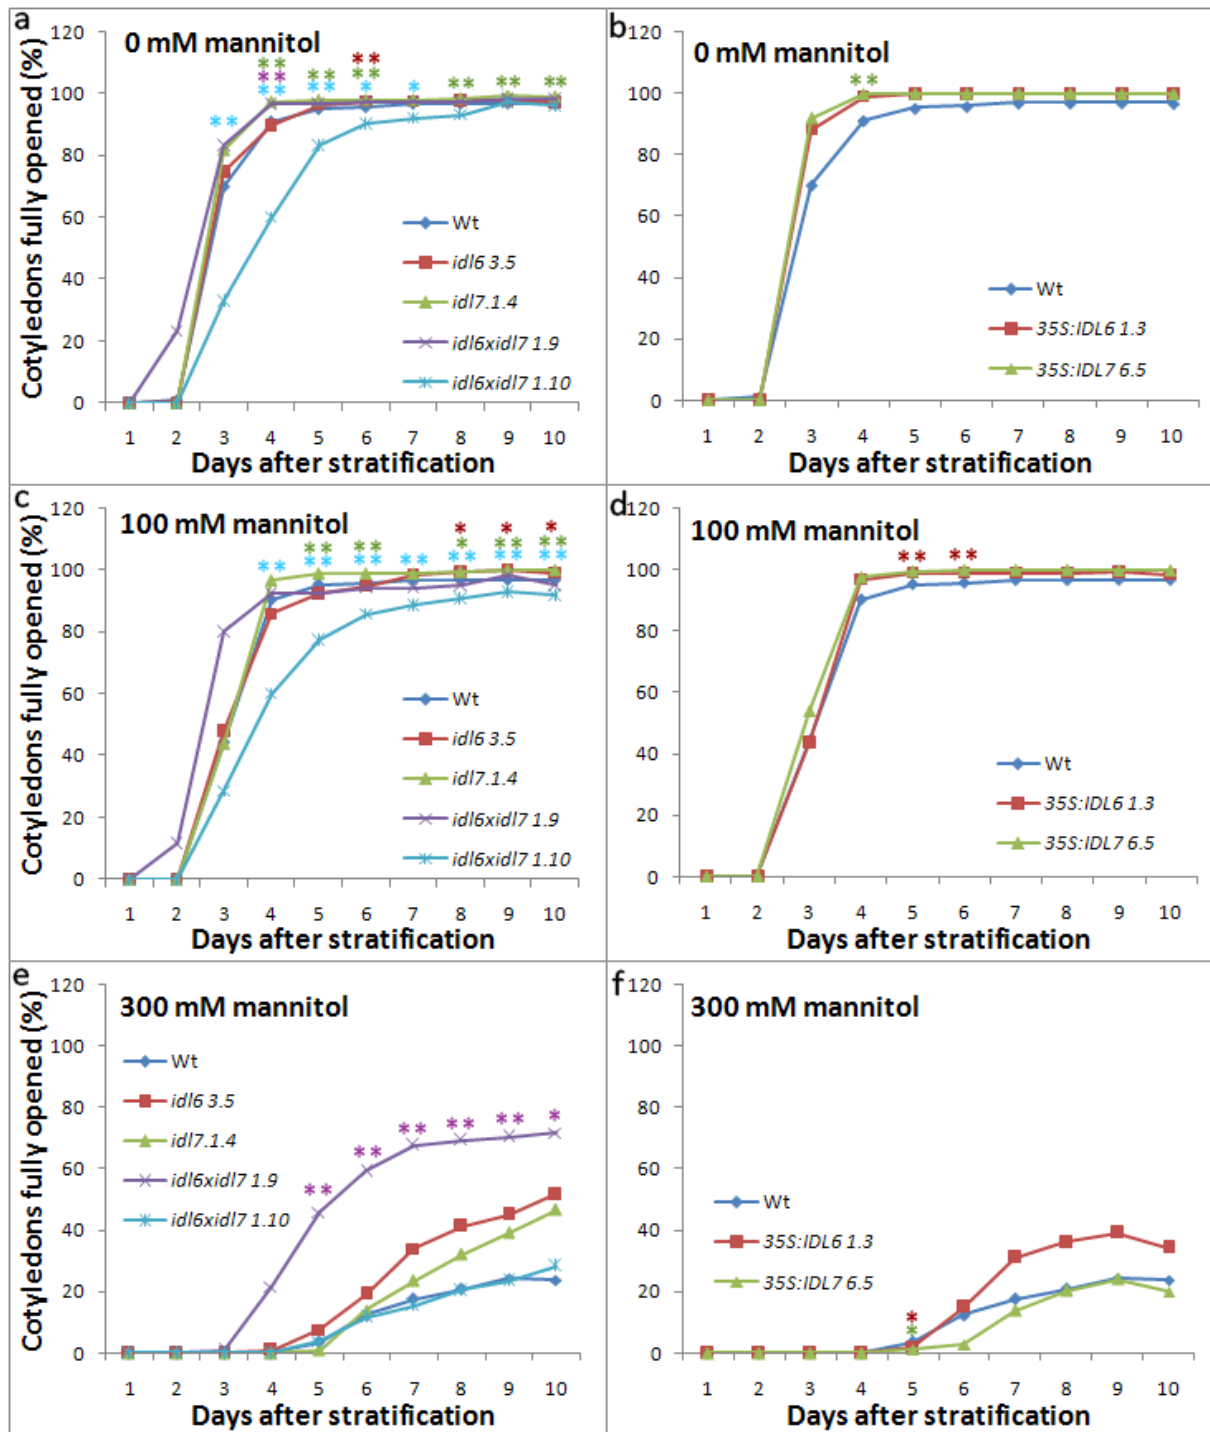 a
0 mM mannitol
Cotyledons fully opened (%)
120
100
80
60
40
20
0
** ** ** ** ** ** ** ** * * ** ** **
**
Wt
idl6 3.5
idl7.1.4
idl6xidl7 1.9
idl6xidl7 1.10
1 2 3 4 5 6 7 8 9 10
Days after stratification
b
0 mM mannitol
120
100
80
60
40
20
0
**
Wt
35S:IDL6 1.3
35S:IDL7 6.5
1 2 3 4 5 6 7 8 9 10
Days after stratification
c
100 mM mannitol
Cotyledons fully opened (%)
120
100
80
60
40
20
0
* * *
** ** * ** **
** ** ** ** ** ** **
Wt
idl6 3.5
idl7.1.4
idl6xidl7 1.9
idl6xidl7 1.10
1 2 3 4 5 6 7 8 9 10
Days after stratification
d
100 mM mannitol
120
100
80
60
40
20
0
** **
Wt
35S:IDL6 1.3
35S:IDL7 6.5
1 2 3 4 5 6 7 8 9 10
Days after stratification
e
300 mM mannitol
Cotyledons fully opened (%)
120
100
80
60
40
20
0
Wt
idl6 3.5
idl7.1.4
idl6xidl7 1.9
idl6xidl7 1.10
** ** ** ** ** *
1 2 3 4 5 6 7 8 9 10
Days after stratification
f
300 mM mannitol
120
100
80
60
40
20
0
Wt
35S:IDL6 1.3
35S:IDL7 6.5
*
*
1 2 3 4 5 6 7 8 9 10
Days after stratification